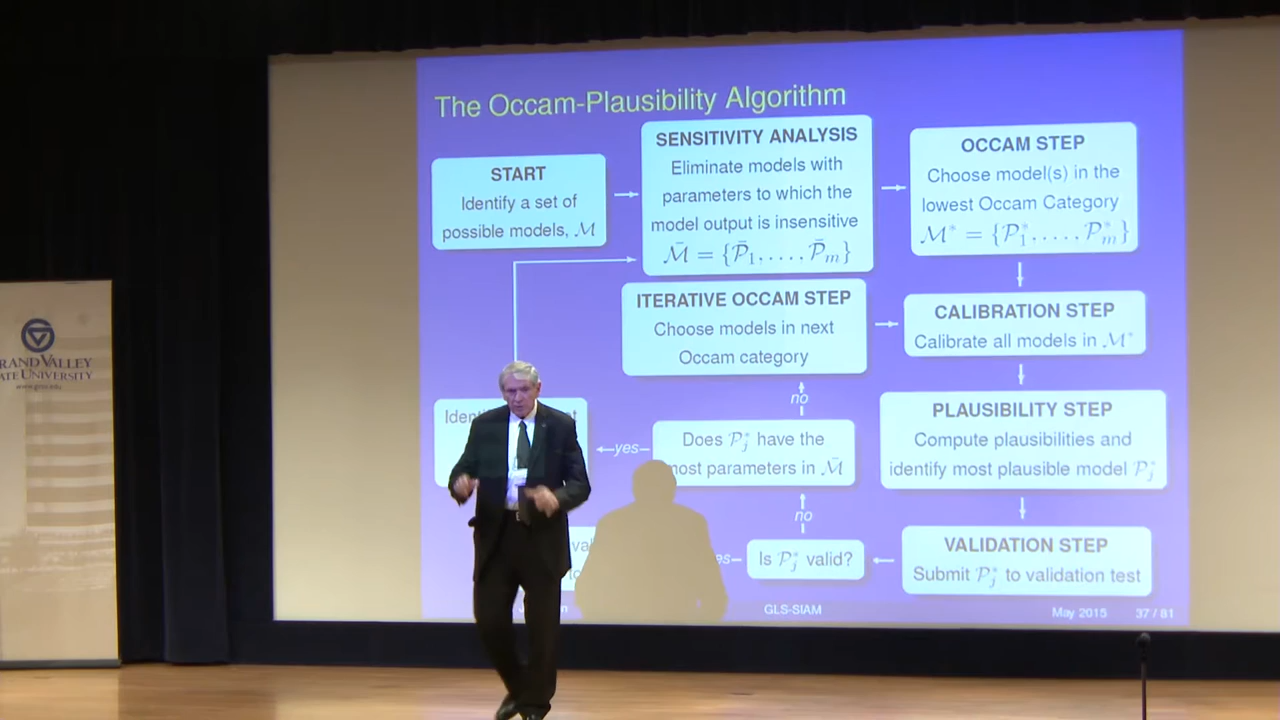 The Occam-Plausibility Algorithm
START
Identify a set of
possible models, ℳ
SENSITIVITY ANALYSIS
Eliminate models with
parameters to which the
model output is insensitive
ℳ̄ = {𝒫̄₁, . . . , 𝒫̄ₘ}
OCCAM STEP
Choose model(s) in the
lowest Occam Category
ℳ* = {𝒫₁*, . . . , 𝒫ₘ*}
ITERATIVE OCCAM STEP
Choose models in next
Occam category
CALIBRATION STEP
Calibrate all models in ℳ*
no
yes
Does 𝒫ⱼ* have the
most parameters in ℳ̄
PLAUSIBILITY STEP
Compute plausibilities and
identify most plausible model 𝒫ⱼ*
no
Is 𝒫ⱼ* valid?
VALIDATION STEP
Submit 𝒫ⱼ* to validation test
GLS-SIAM
May 2015
37 / 81
RAND VALLEY
ATE UNIVERSITY